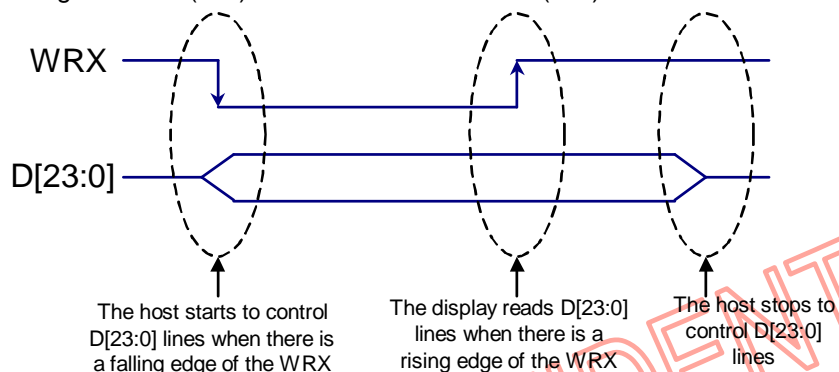 WRX
D[23:0]
The host starts to control
D[23:0] lines when there is
a falling edge of the WRX
The display reads D[23:0]
lines when there is a
rising edge of the WRX
The host stops to
control D[23:0]
lines